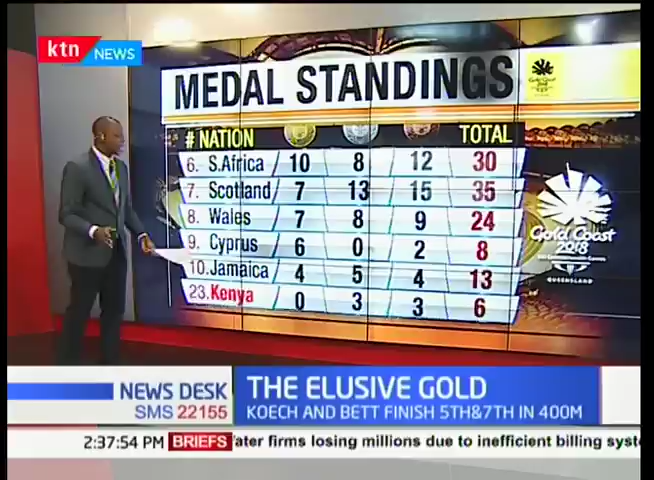 ktn NEWS
MEDAL STANDINGS
# NATION TOTAL
6. S.Africa 10 8 12 30
7. Scotland 7 13 15 35
8. Wales 7 8 9 24
9. Cyprus 6 0 2 8
10. Jamaica 4 5 4 13
23. Kenya 0 3 3 6
Gold Coast
2018
QUEENSLAND
NEWS DESK
SMS 22155
THE ELUSIVE GOLD
KOECH AND BETT FINISH 5TH&7TH IN 400M
2:37:54 PM BRIEFS ater firms losing millions due to inefficient billing syst